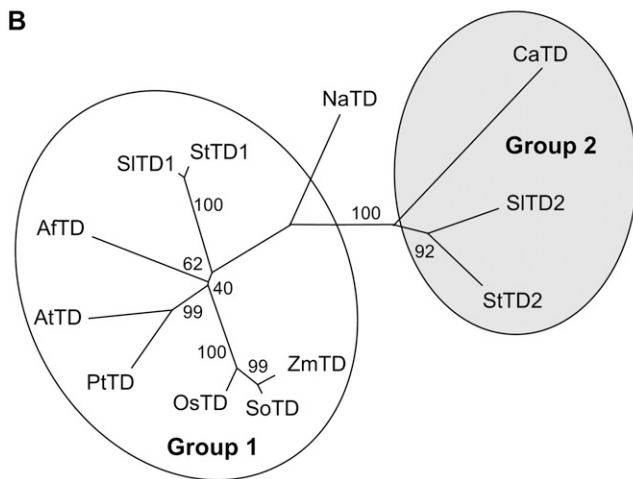 B
CaTD
NaTD
Group 2
StTD1
SlTD1
100
SlTD2
100
AfTD
92
62
StTD2
40
AtTD
99
100
99
ZmTD
PtTD
OsTD
SoTD
Group 1